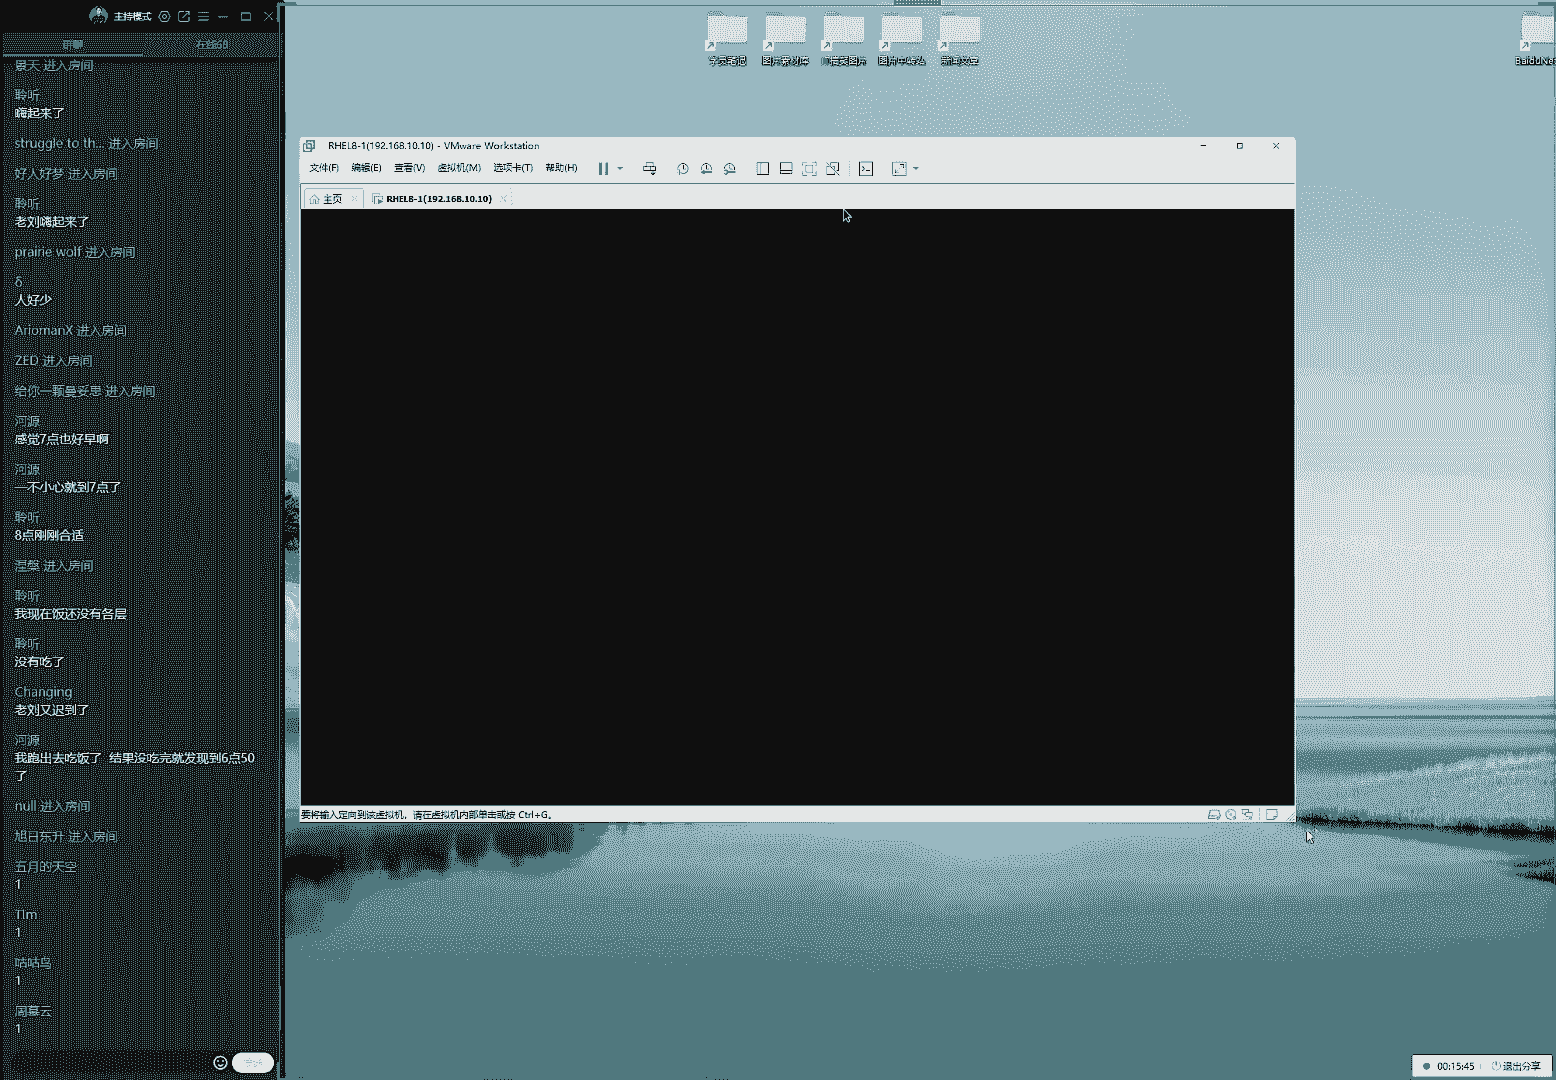 主持模式
群聊
在线68
景天 进入房间
聆听
嗨起来了
struggle to th... 进入房间
好人好梦 进入房间
聆听
老刘嗨起来了
prairie wolf 进入房间
δ
人好少
AriomanX 进入房间
ZED 进入房间
给你一颗曼妥思 进入房间
河源
感觉7点也好早啊
河源
一不小心就到7点了
聆听
8点刚刚合适
涅槃 进入房间
聆听
我现在饭还没有各层
聆听
没有吃了
Changing
老刘又迟到了
河源
我跑出去吃饭了 结果没吃完就发现到6点50
了
null 进入房间
旭日东升 进入房间
五月的天空
1
Tim
1
咕咕鸟
1
周慕云
1
学员笔记
图片素材库
图片中转站
新闻文章
RHEL8-1(192.168.10.10) - VMware Workstation
文件(F) 编辑(E) 查看(V) 虚拟机(M) 选项卡(T) 帮助(H)
主页
RHEL8-1(192.168.10.10)
要将输入定向到该虚拟机，请在虚拟机内部单击或按 Ctrl+G。
00:15:45
退出分享